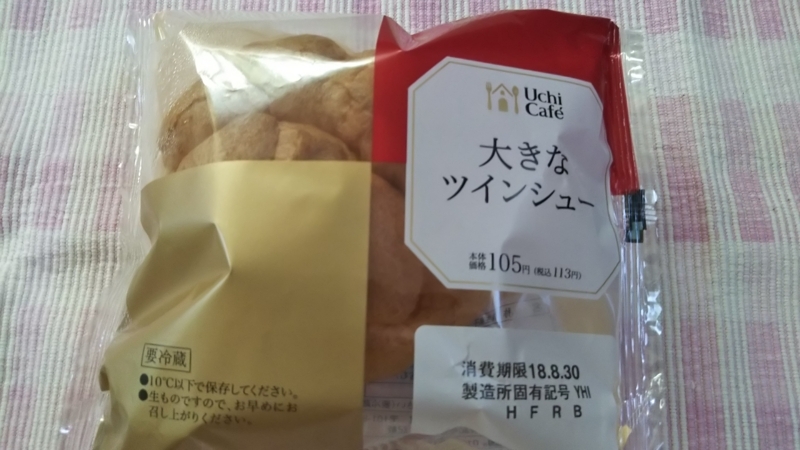 Uchi
Café
大きな
ツインシュー
本体
価格105円(税込113円)
消費期限18.8.30
製造所固有記号 YHI
H F R B
要冷蔵
●10℃以下で保存してください。
●生ものですので、お早めにお
召し上がりください。